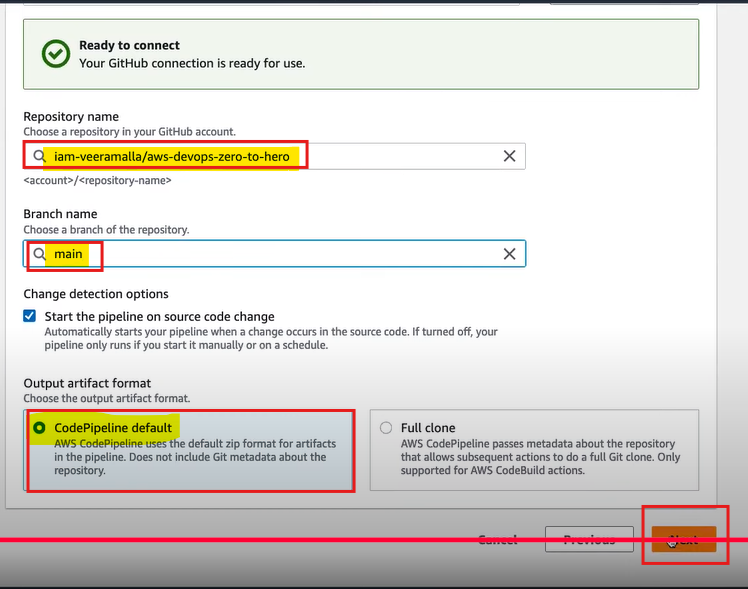 Ready to connect
Your GitHub connection is ready for use.
Repository name
Choose a repository in your GitHub account.
iam-veeramalla/aws-devops-zero-to-hero
<account>/<repository-name>
Branch name
Choose a branch of the repository.
main
Change detection options
Start the pipeline on source code change
Automatically starts your pipeline when a change occurs in the source code. If turned off, your
pipeline only runs if you start it manually or on a schedule.
Output artifact format
Choose the output artifact format.
CodePipeline default
AWS CodePipeline uses the default zip format for artifacts
in the pipeline. Does not include Git metadata about the
repository.
Full clone
AWS CodePipeline passes metadata about the repository
that allows subsequent actions to do a full Git clone. Only
supported for AWS CodeBuild actions.
Cancel
Previous
Next